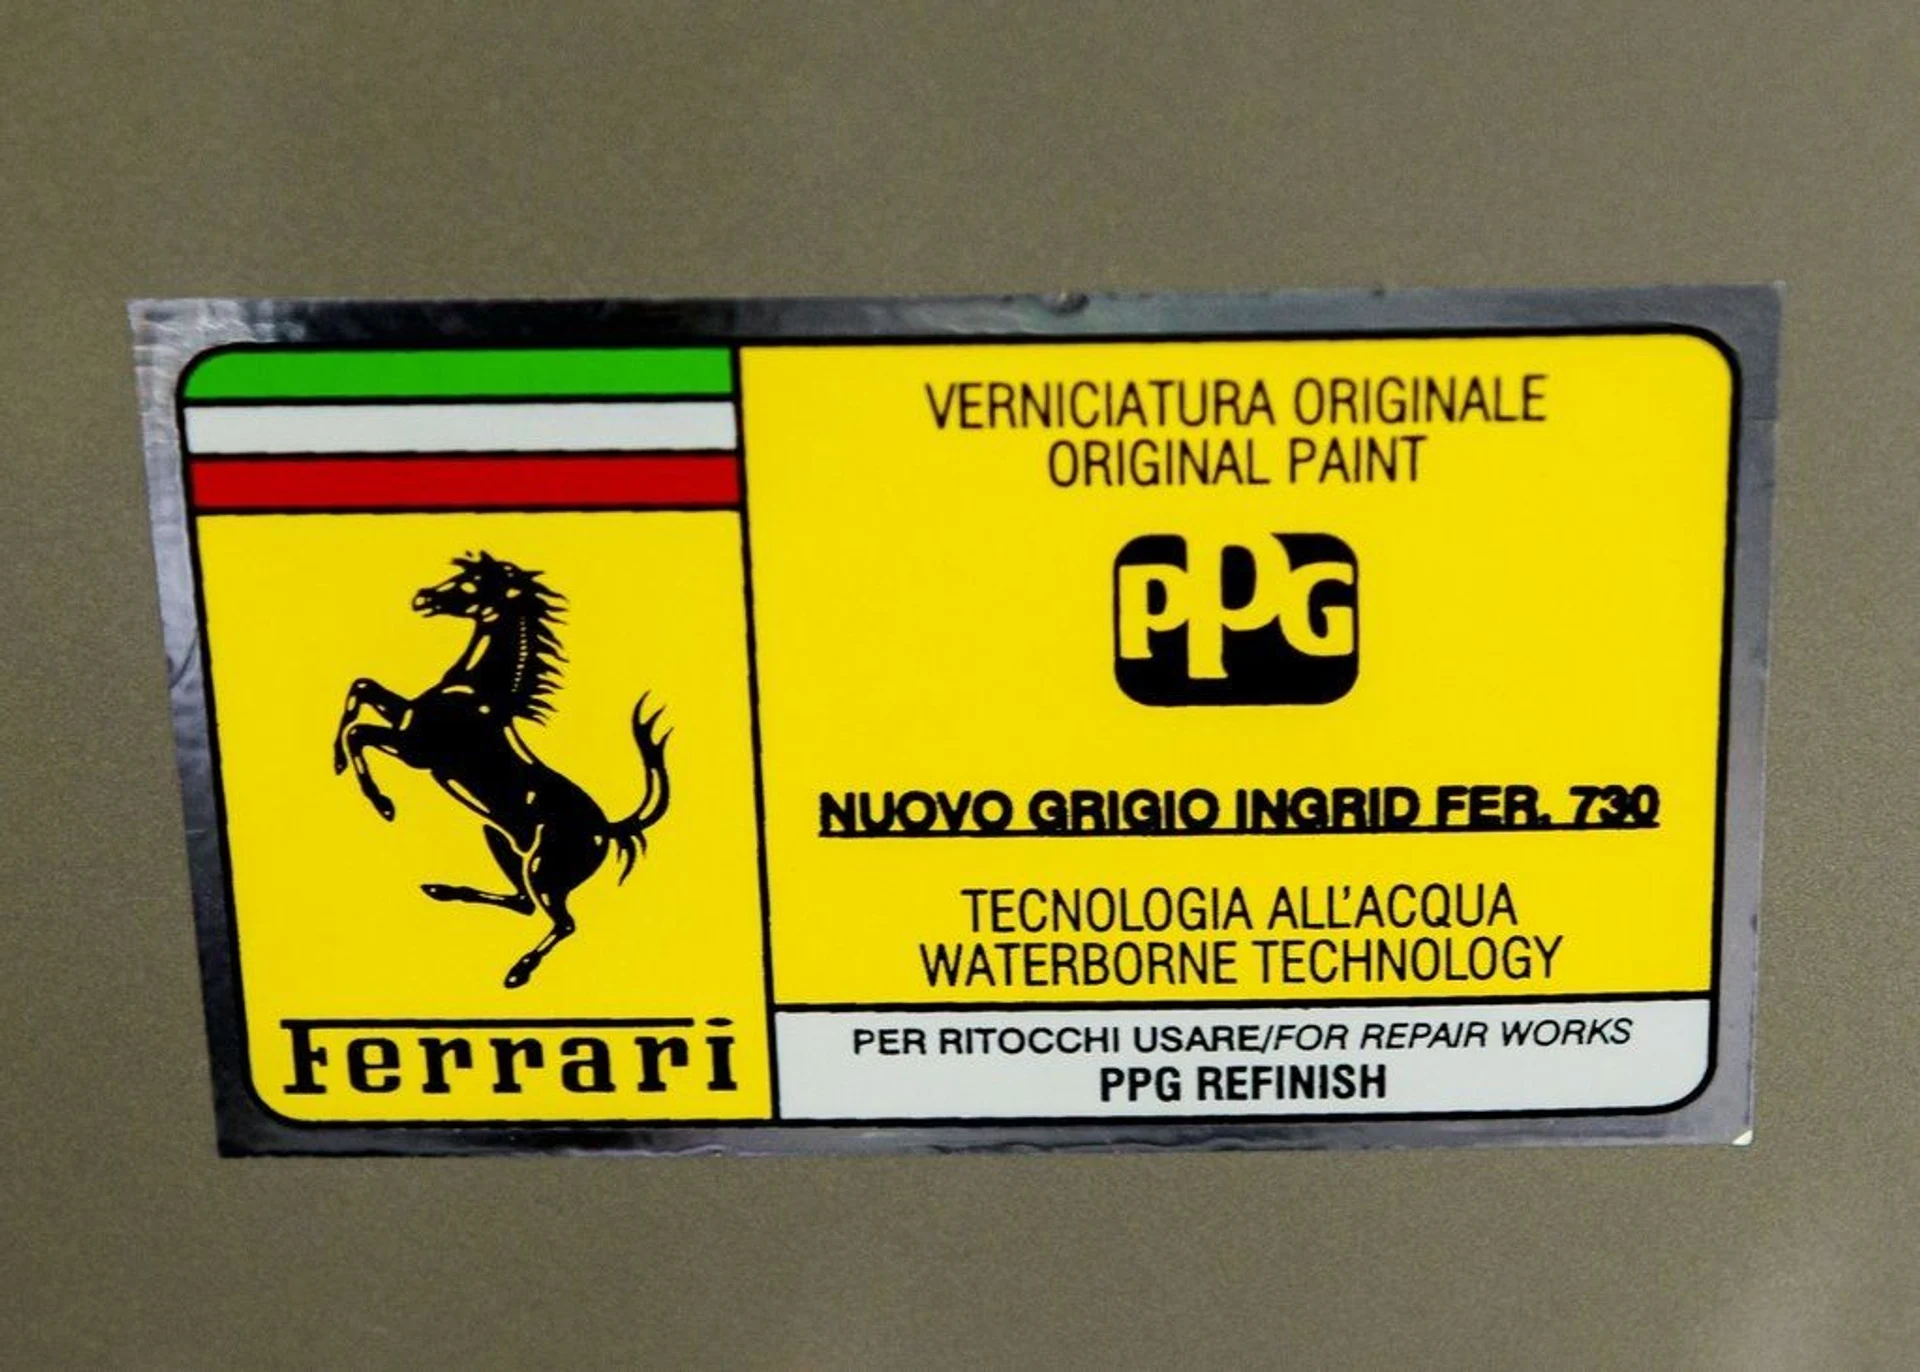 VERNICIATURA ORIGINALE
ORIGINAL PAINT
PPG
NUOVO GRIGIO INGRID FER. 730
TECNOLOGIA ALL'ACQUA
WATERBORNE TECHNOLOGY
Ferrari
PER RITOCCHI USARE/FOR REPAIR WORKS
PPG REFINISH